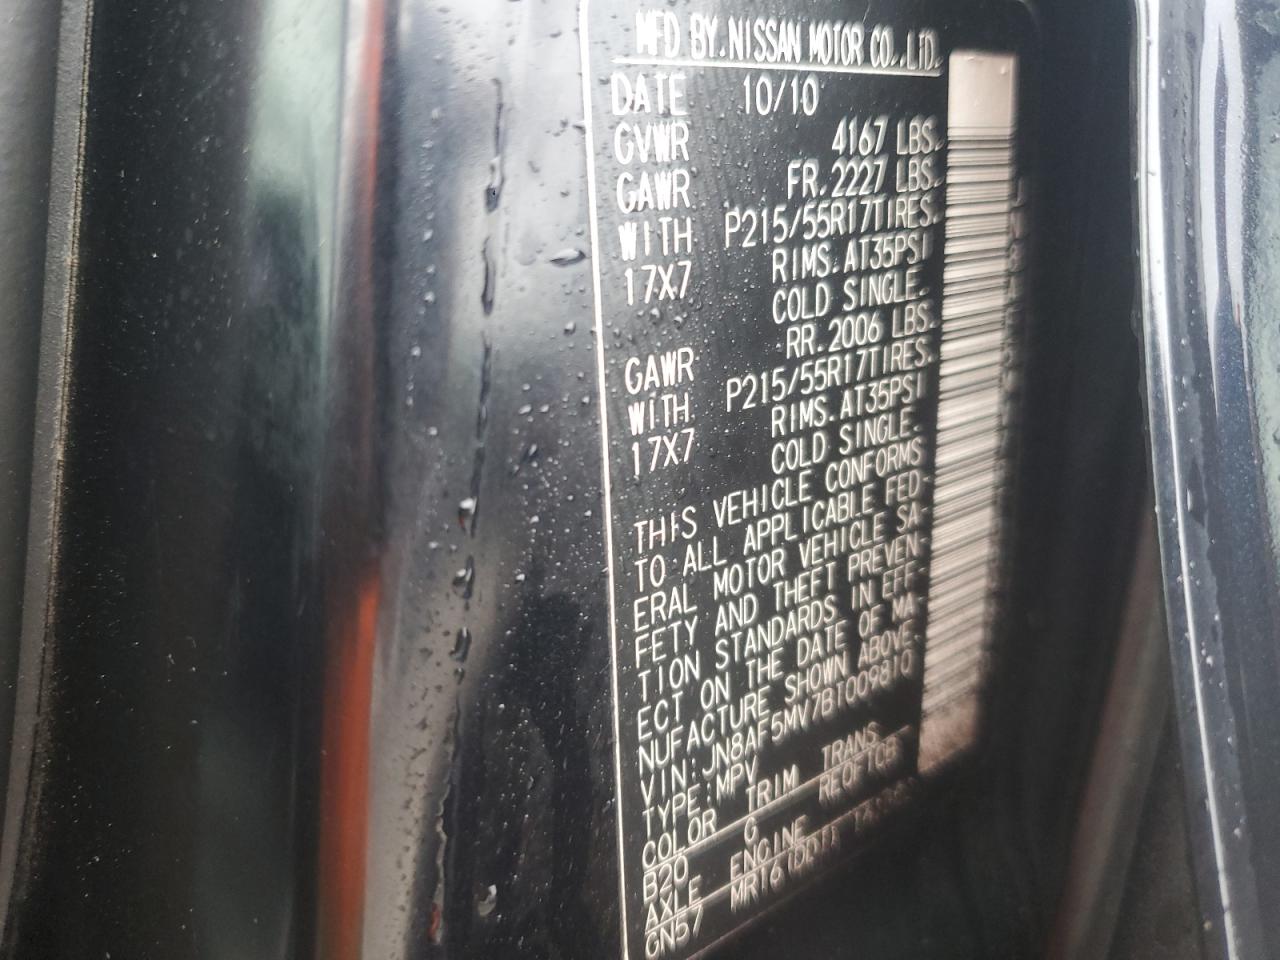 MFD BY.NISSAN MOTOR CO.,LTD.
DATE 10/10
GVWR 4167 LBS.
GAWR FR.2227 LBS.
WITH P215/55R17TIRES.
17X7 RIMS.AT35PSI
COLD SINGLE.
GAWR RR.2006 LBS.
WITH P215/55R17TIRES.
17X7 RIMS.AT35PSI
COLD SINGLE.
THIS VEHICLE CONFORMS
TO ALL APPLICABLE FED-
ERAL MOTOR VEHICLE SA-
FETY AND THEFT PREVEN-
TION STANDARDS IN EFF-
ECT ON THE DATE OF MA-
NUFACTURE SHOWN ABOVE.
VIN:JN8AF5MV7BT009810
TYPE:MPV
COLOR TRIM TRANS
B20 G RE0F10B
AXLE ENGINE
GN57 MR16(DDT)